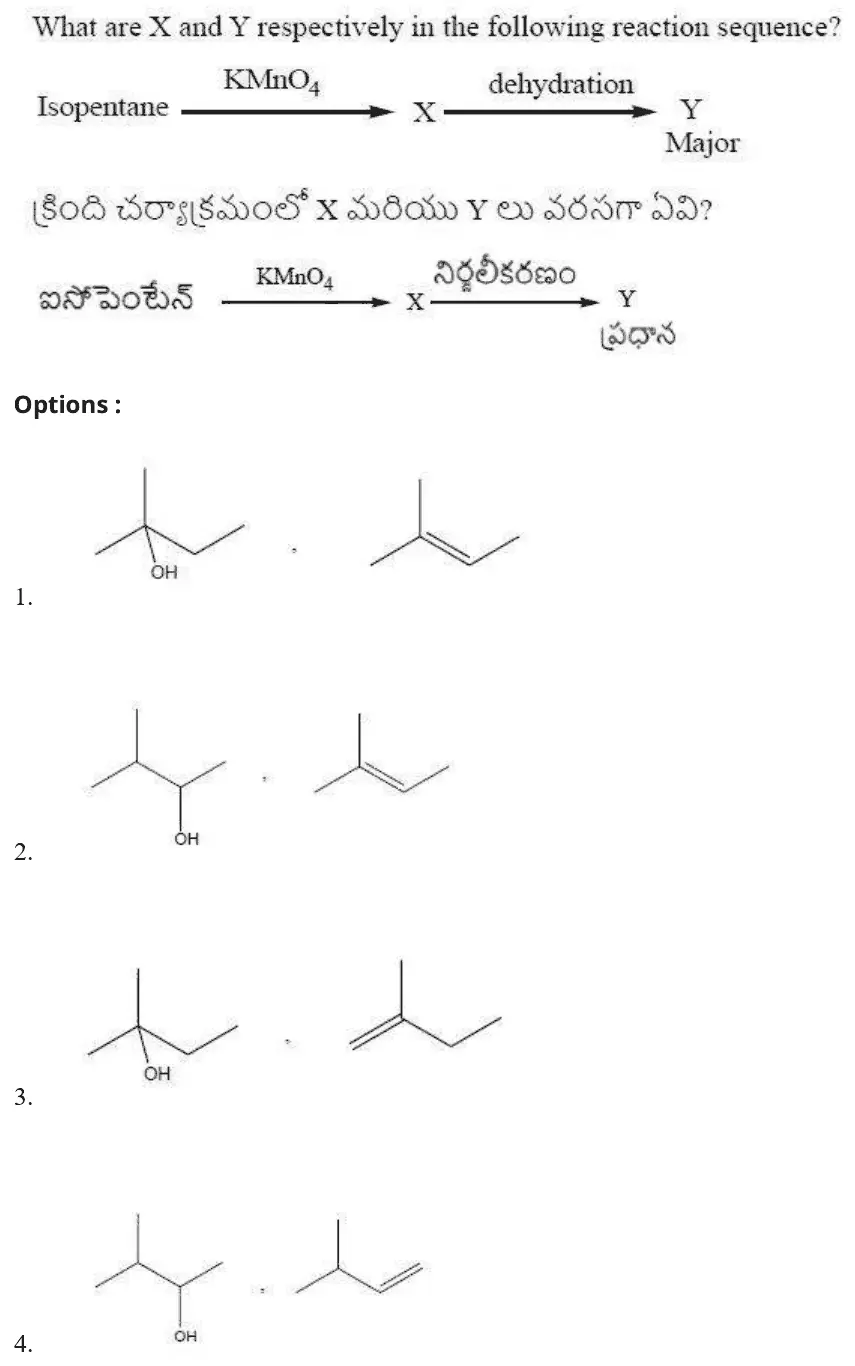 What are X and Y respectively in the following reaction sequence?
KMnO4 dehydration
Isopentane X Y
Major
క్రింది చర్యాక్రమంలో X మరియు Y లు వరసగా ఏవి?
KMnO4 నిర్జలీకరణం
ఐసోపెంటేన్ X Y
ప్రధాన
Options :
OH
1.
,
OH
2.
,
OH
3.
,
OH
4.
,